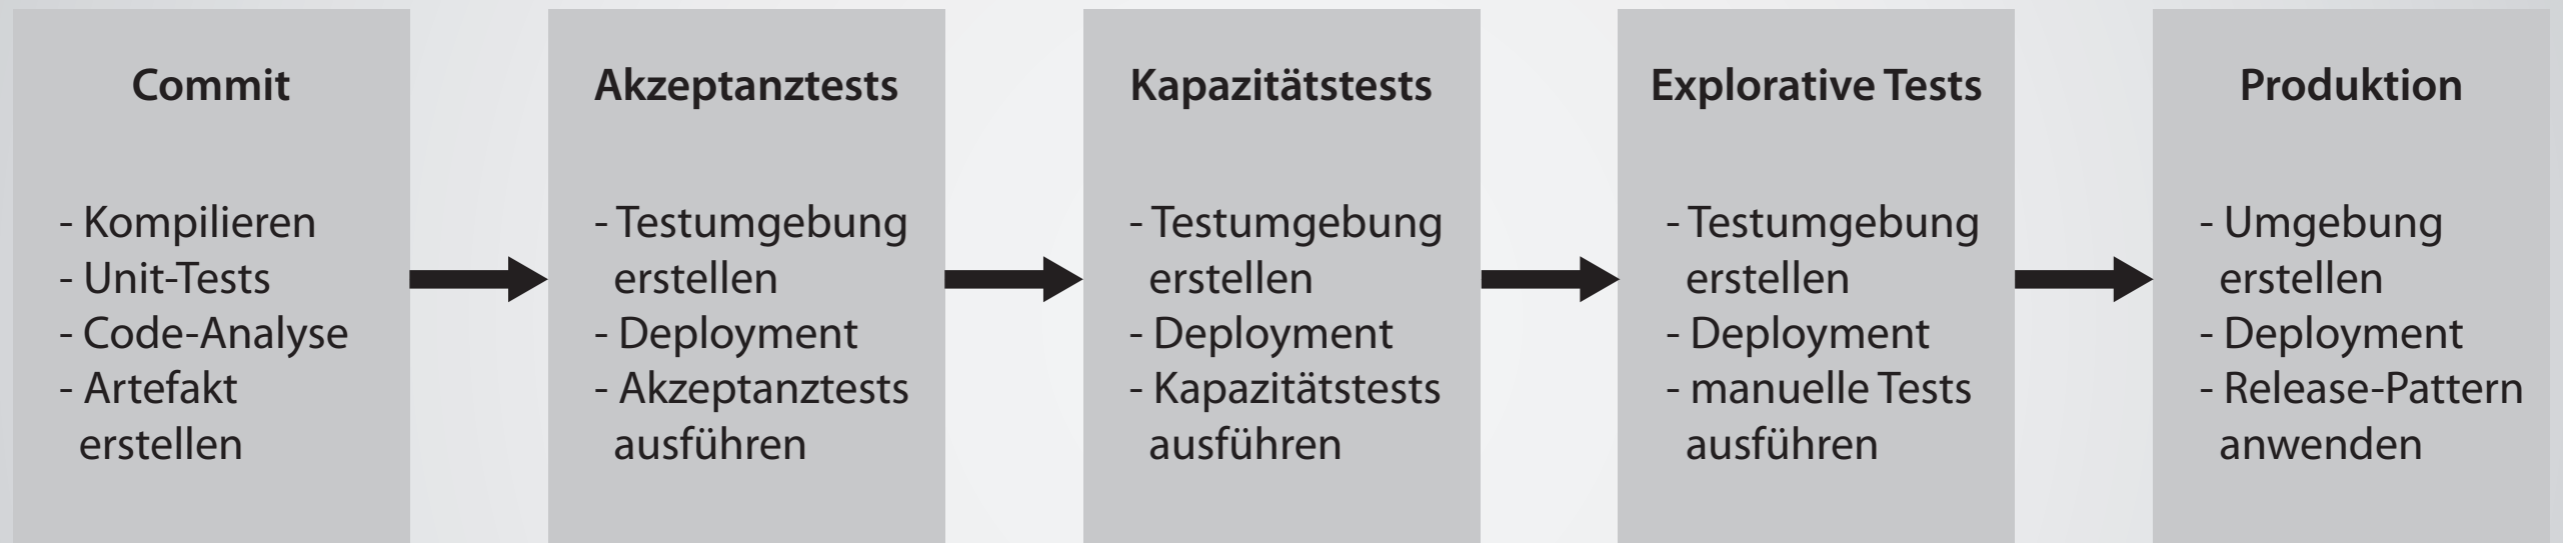 Commit
- Kompilieren
- Unit-Tests
- Code-Analyse
- Artefakt
erstellen
Akzeptanztests
- Testumgebung
erstellen
- Deployment
- Akzeptanztests
ausführen
Kapazitätstests
- Testumgebung
erstellen
- Deployment
- Kapazitätstests
ausführen
Explorative Tests
- Testumgebung
erstellen
- Deployment
- manuelle Tests
ausführen
Produktion
- Umgebung
erstellen
- Deployment
- Release-Pattern
anwenden